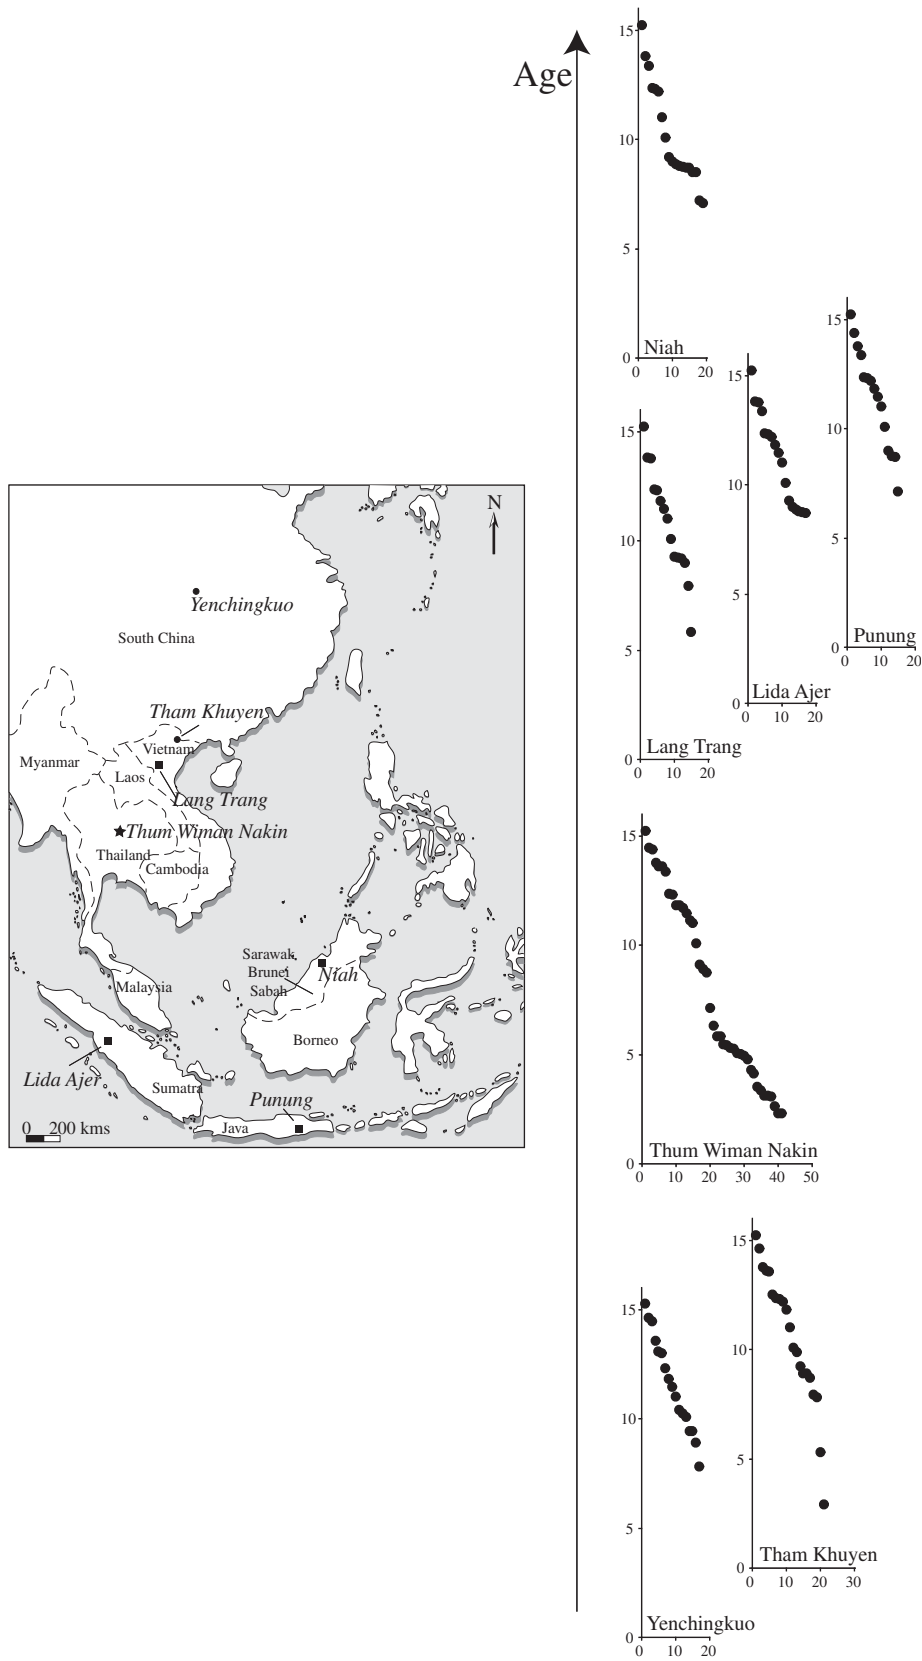 Age
15
10
5
0
Niah
0 10 20
15
10
5
0
Punung
0 10 20
15
10
5
0
Lida Ajer
0 10 20
15
10
5
0
Lang Trang
0 10 20
N
Yenchingkuo
South China
Tham Khuyen
Vietnam
Myanmar
Laos
Lang Trang
Thum Wiman Nakin
Thailand
Cambodia
Sarawak
Brunei
Sabah
Niah
Malaysia
Borneo
Lida Ajer
Sumatra
Punung
Java
0 200 kms
15
10
5
0
Thum Wiman Nakin
0 10 20 30 40 50
15
10
5
0
Tham Khuyen
0 10 20 30
15
10
5
0
Yenchingkuo
0 10 20